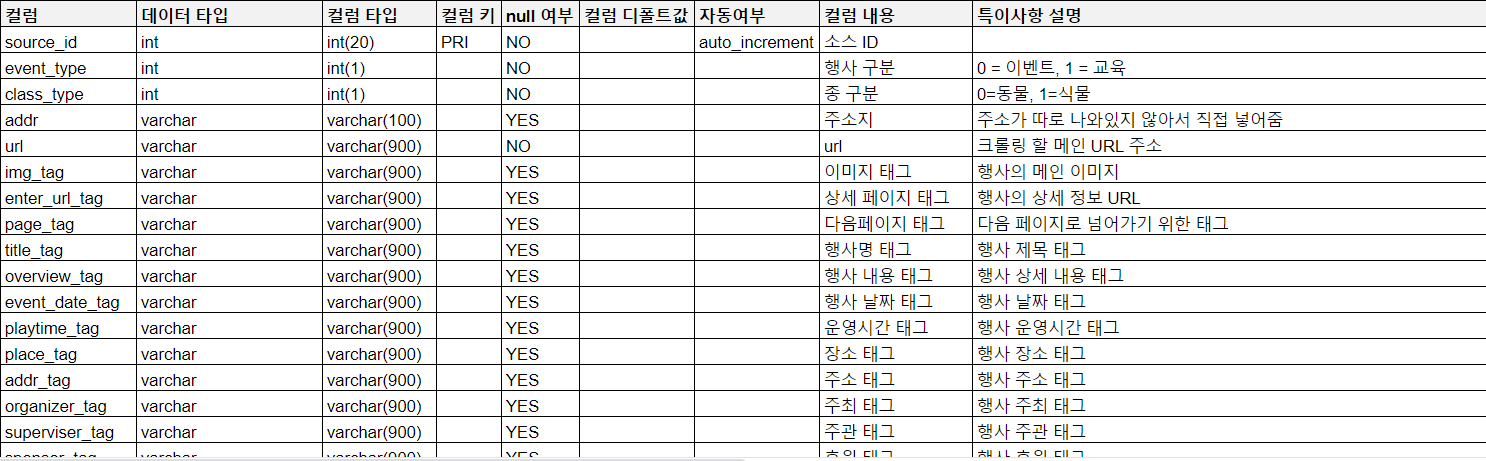 컬럼 데이터 타입 컬럼 타입 컬럼 키 null 여부 컬럼 디폴트값 자동여부 컬럼 내용 특이사항 설명
source_id int int(20) PRI NO auto_increment 소스 ID
event_type int int(1) NO 행사 구분 0 = 이벤트, 1 = 교육
class_type int int(1) NO 종 구분 0=동물, 1=식물
addr varchar varchar(100) YES 주소지 주소가 따로 나와있지 않아서 직접 넣어줌
url varchar varchar(900) NO url 크롤링 할 메인 URL 주소
img_tag varchar varchar(900) YES 이미지 태그 행사의 메인 이미지
enter_url_tag varchar varchar(900) YES 상세 페이지 태그 행사의 상세 정보 URL
page_tag varchar varchar(900) YES 다음페이지 태그 다음 페이지로 넘어가기 위한 태그
title_tag varchar varchar(900) YES 행사명 태그 행사 제목 태그
overview_tag varchar varchar(900) YES 행사 내용 태그 행사 상세 내용 태그
event_date_tag varchar varchar(900) YES 행사 날짜 태그 행사 날짜 태그
playtime_tag varchar varchar(900) YES 운영시간 태그 행사 운영시간 태그
place_tag varchar varchar(900) YES 장소 태그 행사 장소 태그
addr_tag varchar varchar(900) YES 주소 태그 행사 주소 태그
organizer_tag varchar varchar(900) YES 주최 태그 행사 주최 태그
superviser_tag varchar varchar(900) YES 주관 태그 행사 주관 태그
sponsor_tag varchar varchar(900) YES 후원 태그 행사 후원 태그